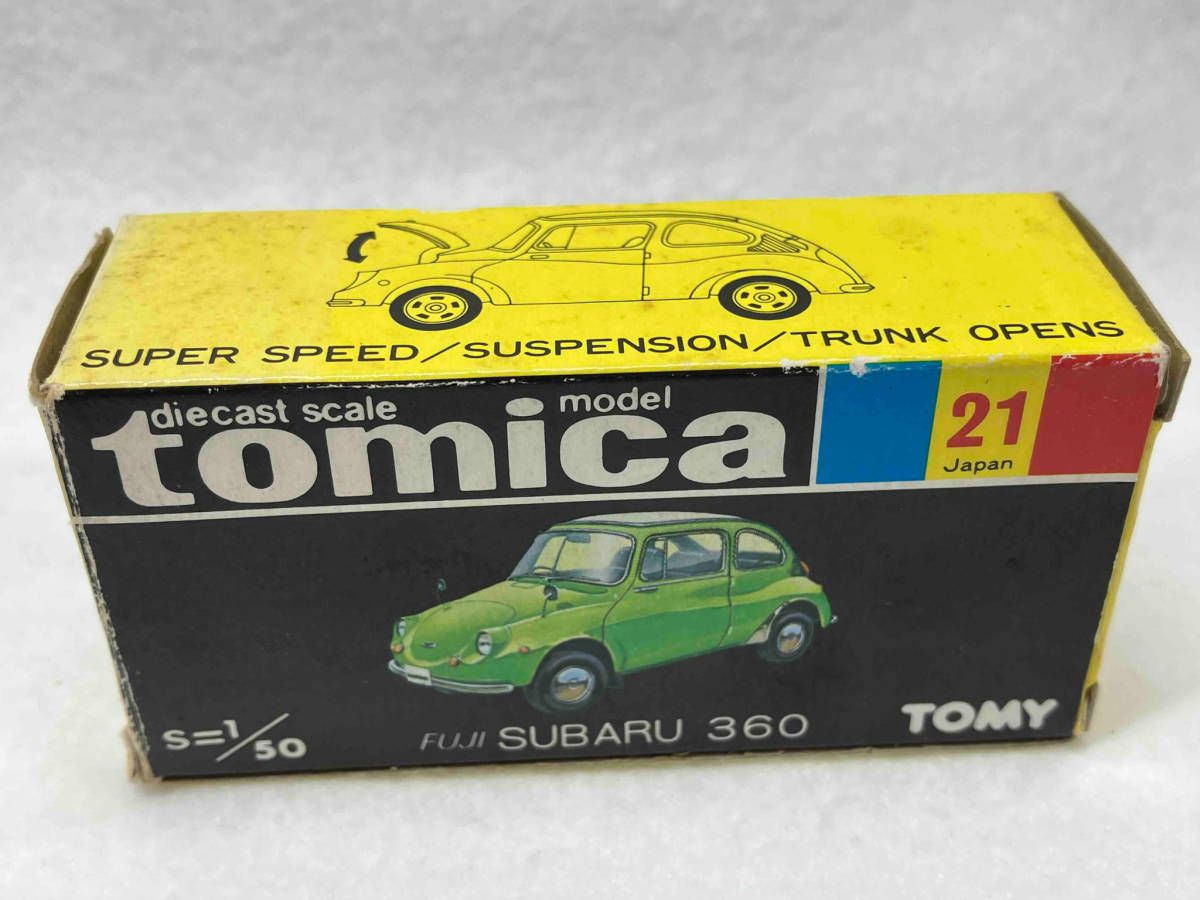 SUPER SPEED/SUSPENSION/TRUNK OPENS
diecast scale model
tomica
21
Japan
S=1/50
FUJI SUBARU 360
TOMY